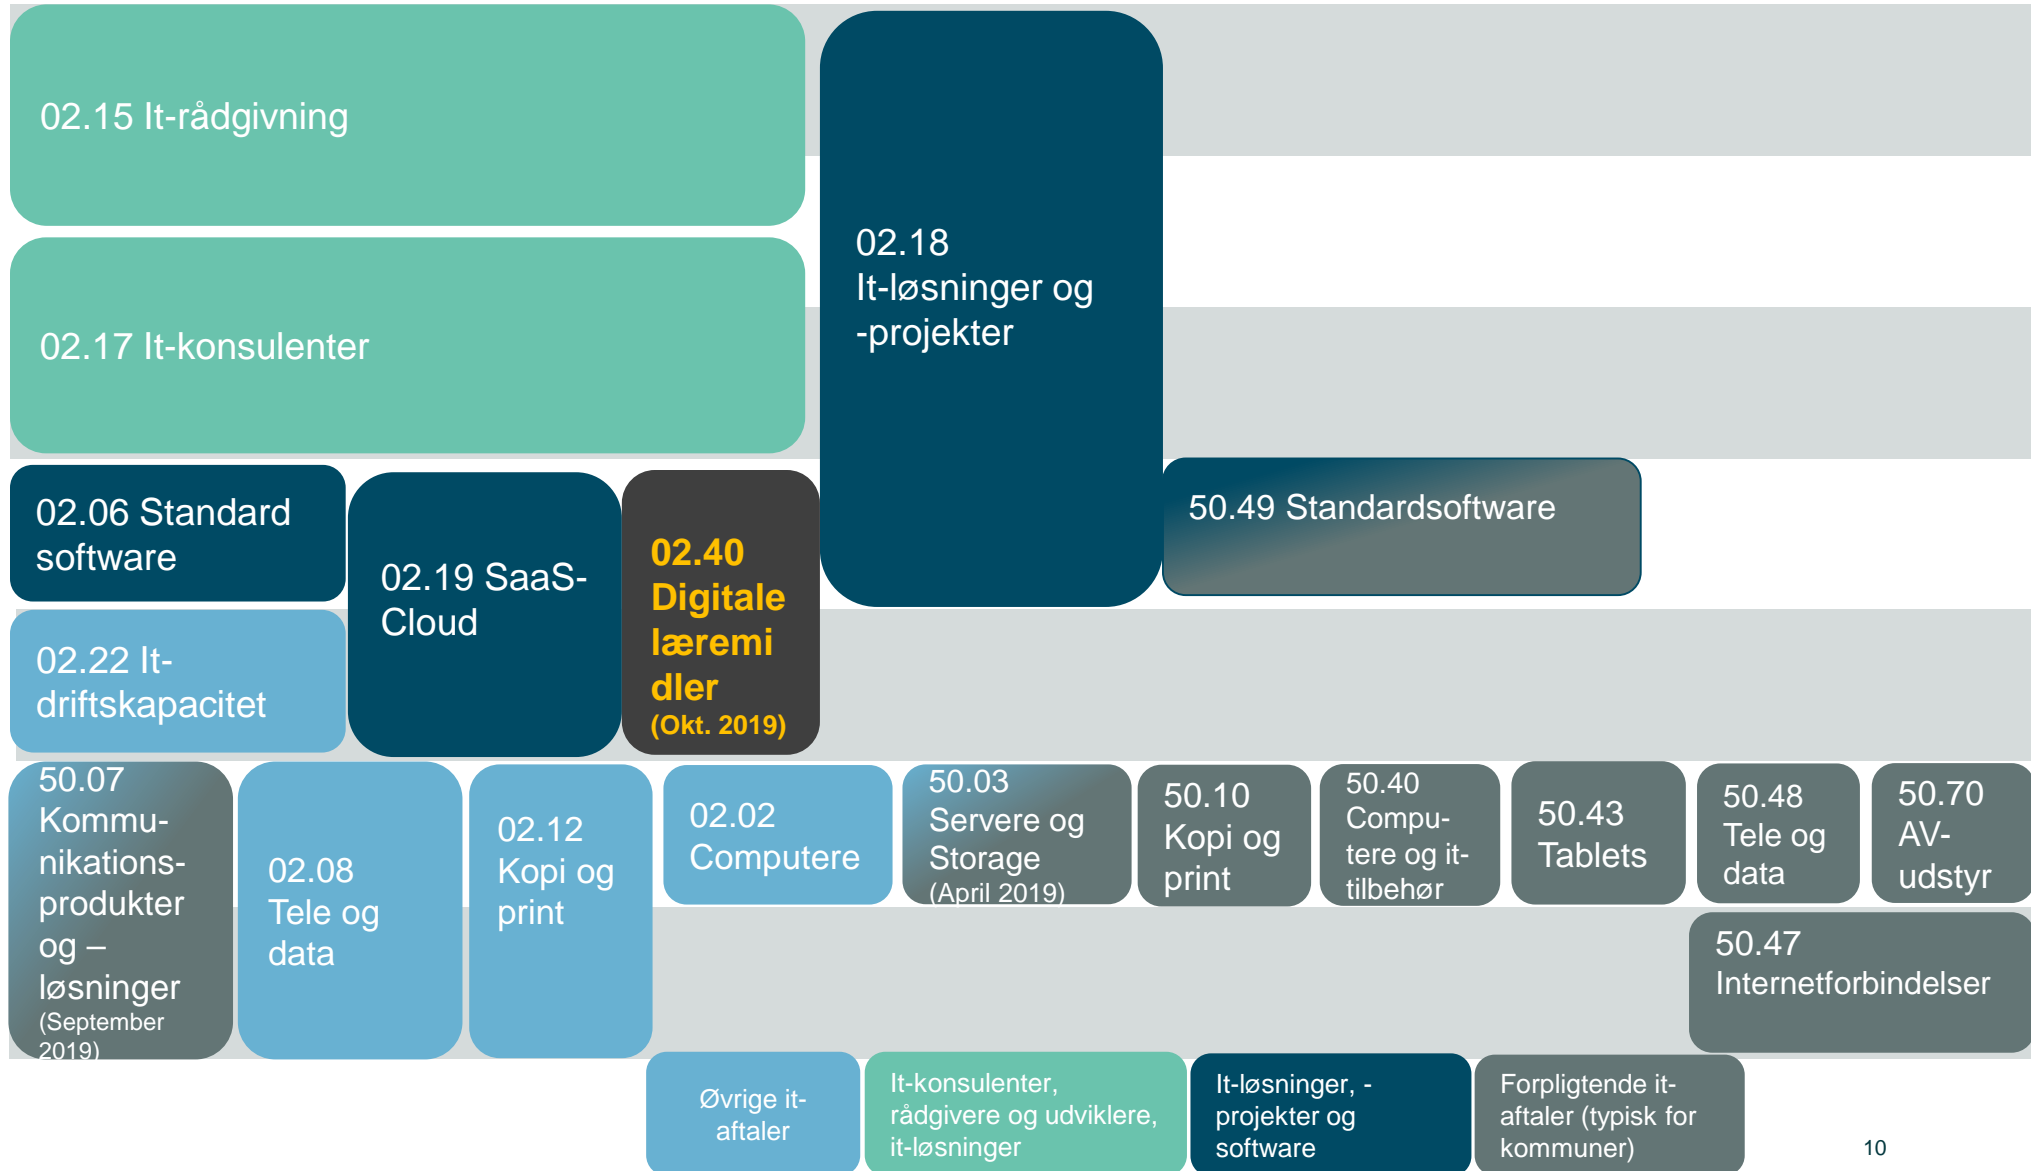 02.15 It-rådgivning
02.17 It-konsulenter
02.18
It-løsninger og
-projekter
02.06 Standard
software
02.19 SaaS-
Cloud
02.40
Digitale
læremi
dler
(Okt. 2019)
50.49 Standardsoftware
02.22 It-
driftskapacitet
50.07
Kommu-
nikations-
produkter
og –
løsninger
(September
2019)
02.08
Tele og
data
02.12
Kopi og
print
02.02
Computere
50.03
Servere og
Storage
(April 2019)
50.10
Kopi og
print
50.40
Compu-
tere og it-
tilbehør
50.43
Tablets
50.48
Tele og
data
50.70
AV-
udstyr
50.47
Internetforbindelser
Øvrige it-
aftaler
It-konsulenter,
rådgivere og udviklere,
it-løsninger
It-løsninger, -
projekter og
software
Forpligtende it-
aftaler (typisk for
kommuner)
10